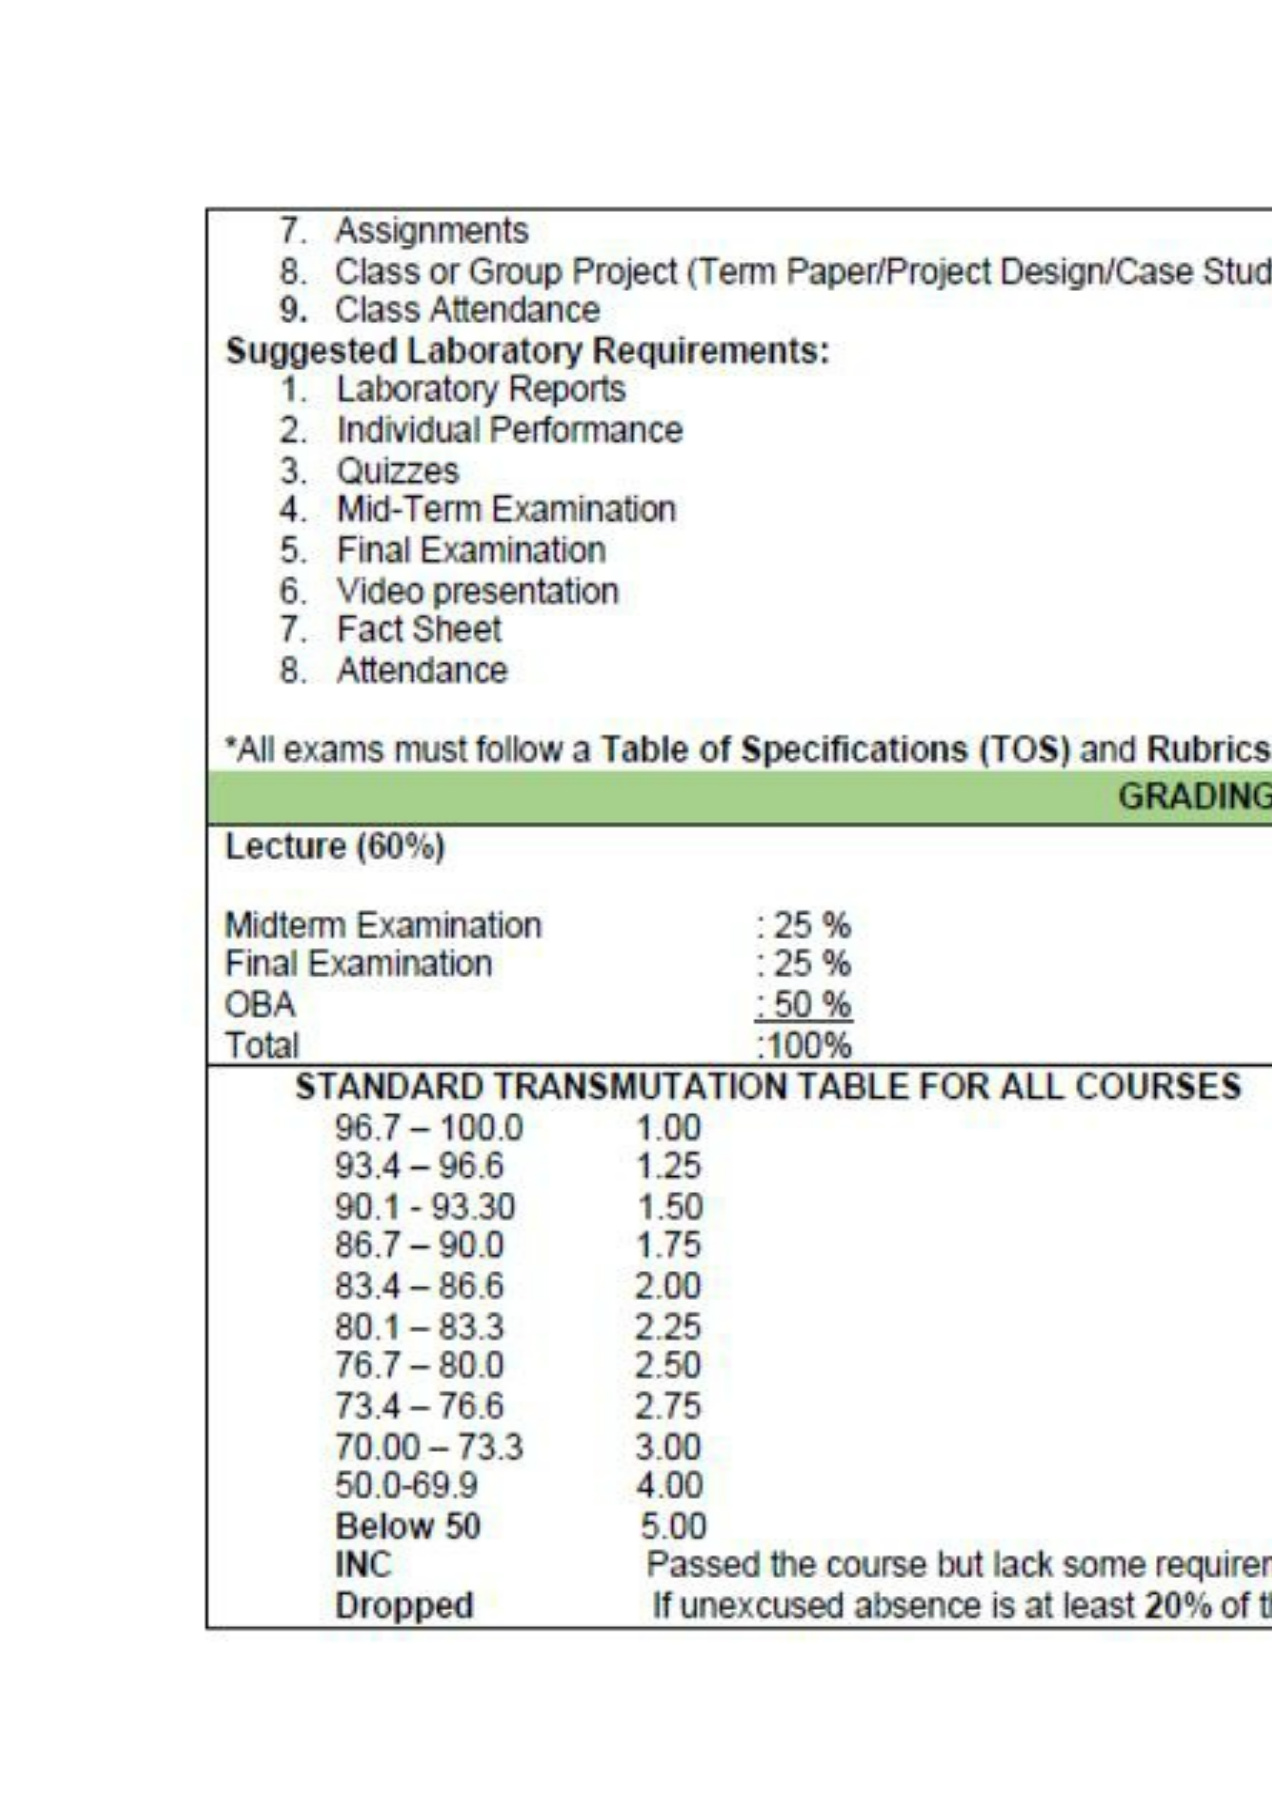 7. Assignments
8. Class or Group Project (Term Paper/Project Design/Case Stud
9. Class Attendance
Suggested Laboratory Requirements:
1. Laboratory Reports
2. Individual Performance
3. Quizzes
4. Mid-Term Examination
5. Final Examination
6. Video presentation
7. Fact Sheet
8. Attendance
*All exams must follow a Table of Specifications (TOS) and Rubrics
GRADING
Lecture (60%)
Midterm Examination : 25 %
Final Examination : 25 %
OBA : 50 %
Total :100%
STANDARD TRANSMUTATION TABLE FOR ALL COURSES
96.7 – 100.0 1.00
93.4 – 96.6 1.25
90.1 - 93.30 1.50
86.7 – 90.0 1.75
83.4 – 86.6 2.00
80.1 – 83.3 2.25
76.7 – 80.0 2.50
73.4 – 76.6 2.75
70.00 – 73.3 3.00
50.0-69.9 4.00
Below 50 5.00
INC Passed the course but lack some requirem
Dropped If unexcused absence is at least 20% of th